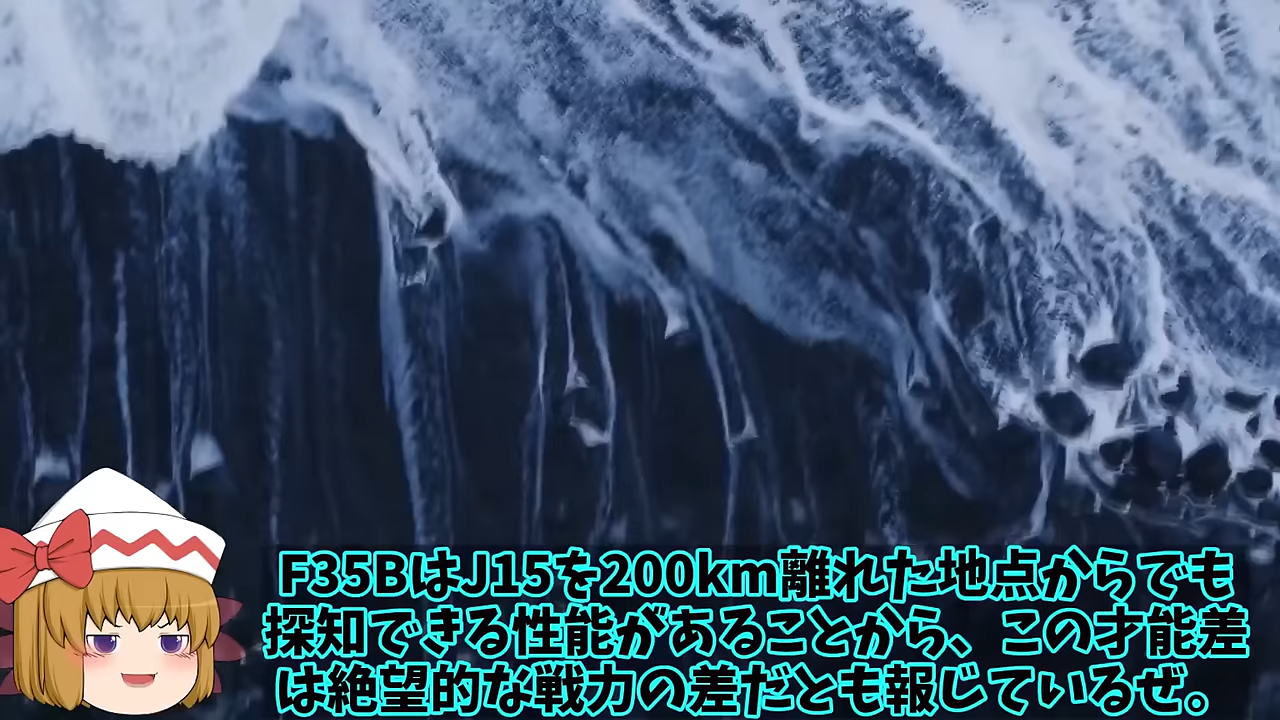 F35BはJ15を200km離れた地点からでも
探知できる性能があることから、この才能差
は絶望的な戦力の差だとも報じているぜ。